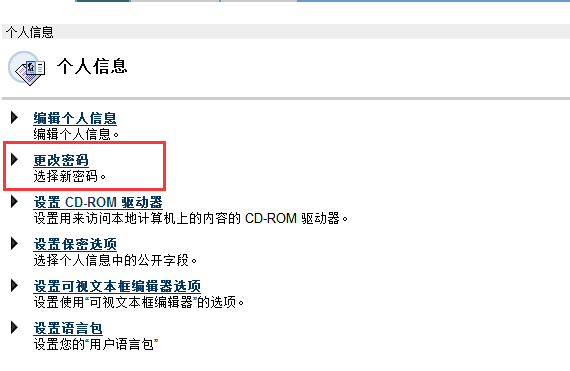 个人信息
个人信息
编辑个人信息
编辑个人信息。
更改密码
选择新密码。
设置 CD-ROM 驱动器
设置用来访问本地计算机上的内容的 CD-ROM 驱动器。
设置保密选项
选择个人信息中的公开字段。
设置可视文本框编辑器选项
设置使用“可视文本框编辑器”的选项。
设置语言包
设置您的“用户语言包”